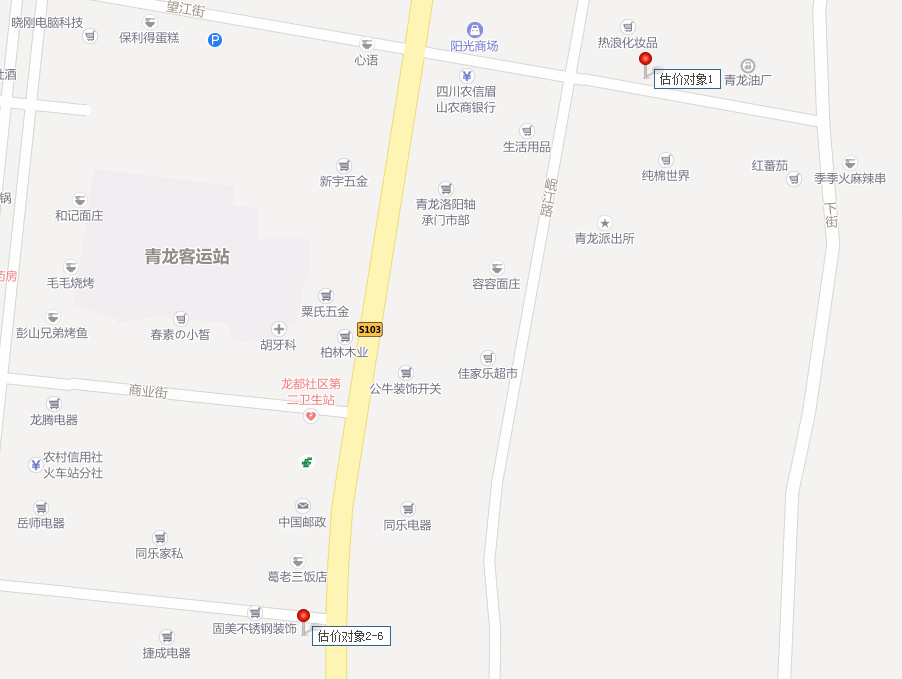 望江街
晓刚电脑科技
保利得蛋糕
P
心语
阳光商场
热浪化妆品
估价对象1
青龙油厂
四川农信眉
山农商银行
生活用品
新宇五金
青龙洛阳轴
承门市部
岷江路
纯棉世界
红蕃茄
季季火麻辣串
下街
锅
和记面庄
青龙客运站
青龙派出所
药房
毛毛烧烤
容容面庄
粟氏五金
彭山兄弟烤鱼
春素の小皙
胡牙科
柏林木业
S103
佳家乐超市
公牛装饰开关
商业街
龙都社区第
二卫生站
龙腾电器
农村信用社
火车站分社
岳师电器
中国邮政
同乐电器
同乐家私
葛老三饭店
固美不锈钢装饰
估价对象2-6
捷成电器